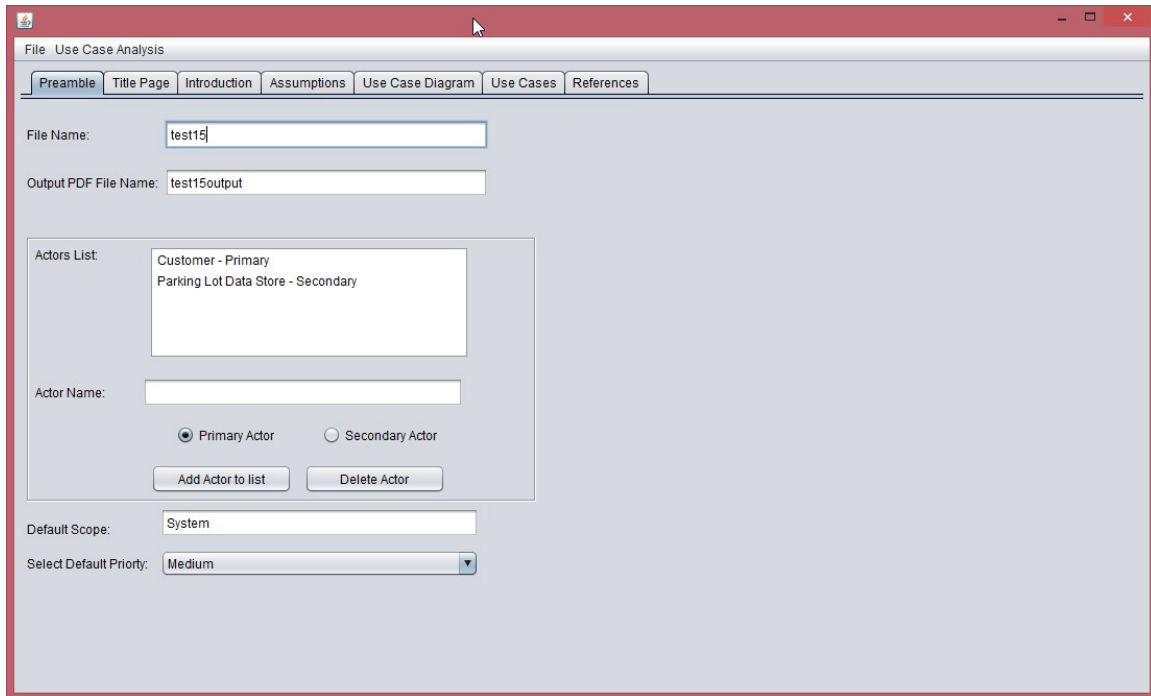 File Use Case Analysis
Preamble Title Page Introduction Assumptions Use Case Diagram Use Cases References
File Name: test15
Output PDF File Name: test15output
Actors List:
Customer - Primary
Parking Lot Data Store - Secondary
Actor Name:
Primary Actor Secondary Actor
Add Actor to list Delete Actor
Default Scope: System
Select Default Priorty: Medium